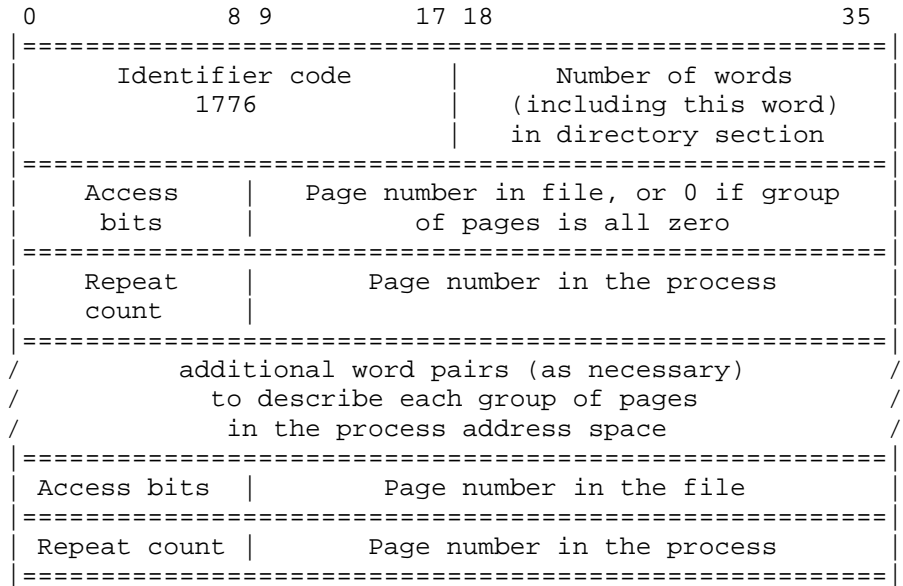 0 8 9 17 18 35
|=======================================================|
| Identifier code | Number of words |
| 1776 | (including this word) |
| | in directory section |
|=======================================================|
| Access | Page number in file, or 0 if group |
| bits | of pages is all zero |
|=======================================================|
| Repeat | Page number in the process |
| count | |
|=======================================================|
/ additional word pairs (as necessary) /
/ to describe each group of pages /
/ in the process address space /
|=======================================================|
| Access bits | Page number in the file |
|=======================================================|
| Repeat count | Page number in the process |
|=======================================================|